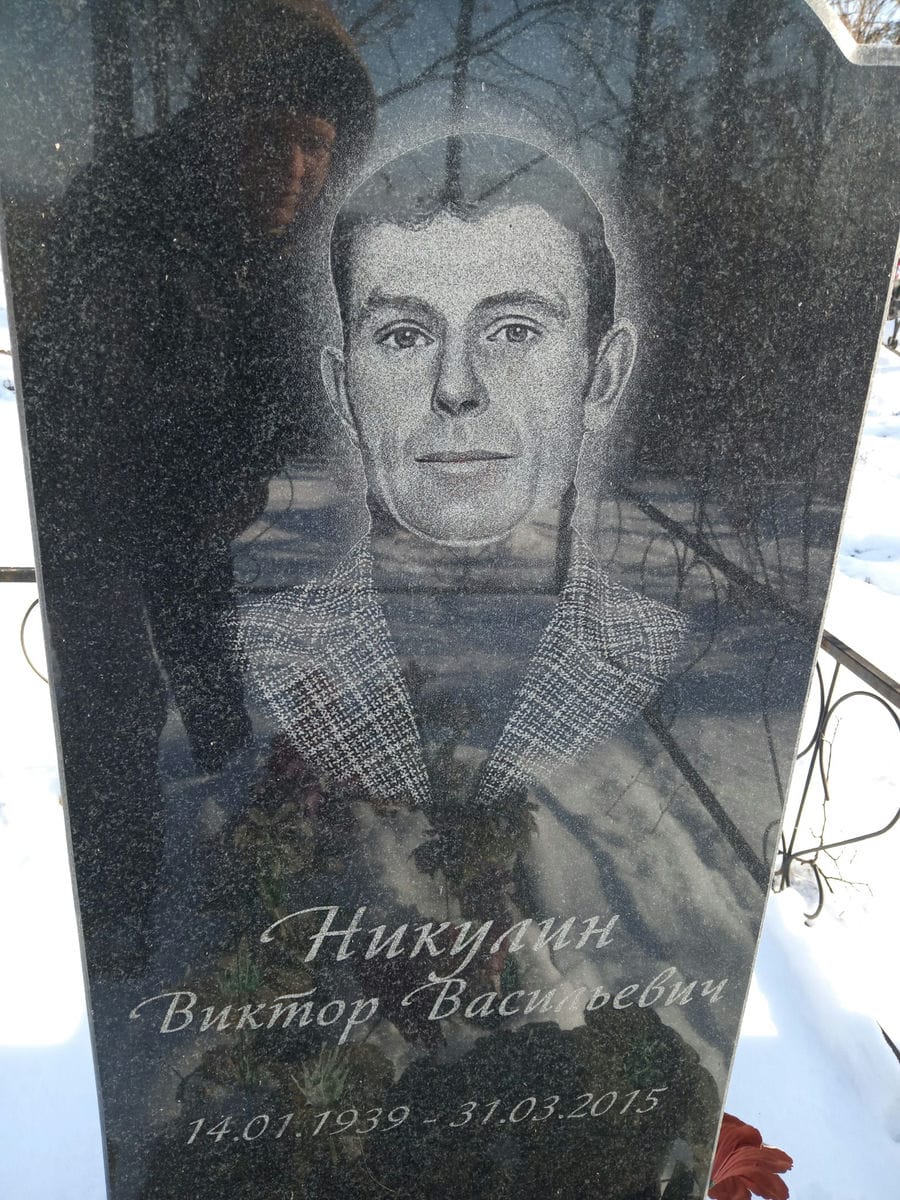 Никулин
Виктор Васильевич
14.01.1939 - 31.03.2015